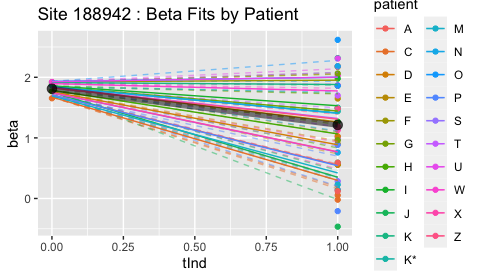 Site 188942 : Beta Fits by Patient
beta
2
1
0
0.00 0.25 0.50 0.75 1.00
tInd
patient
A M
C N
D O
E P
F S
G T
H U
I W
J X
K Z
K*